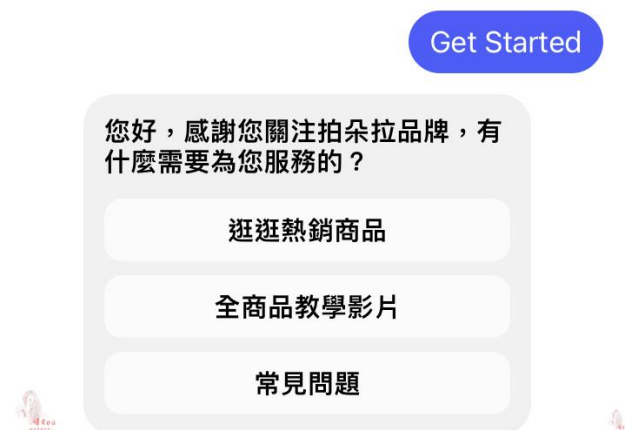 Get Started
您好，感謝您關注拍朵拉品牌，有
什麼需要為您服務的？
逛逛熱銷商品
全商品教學影片
常見問題